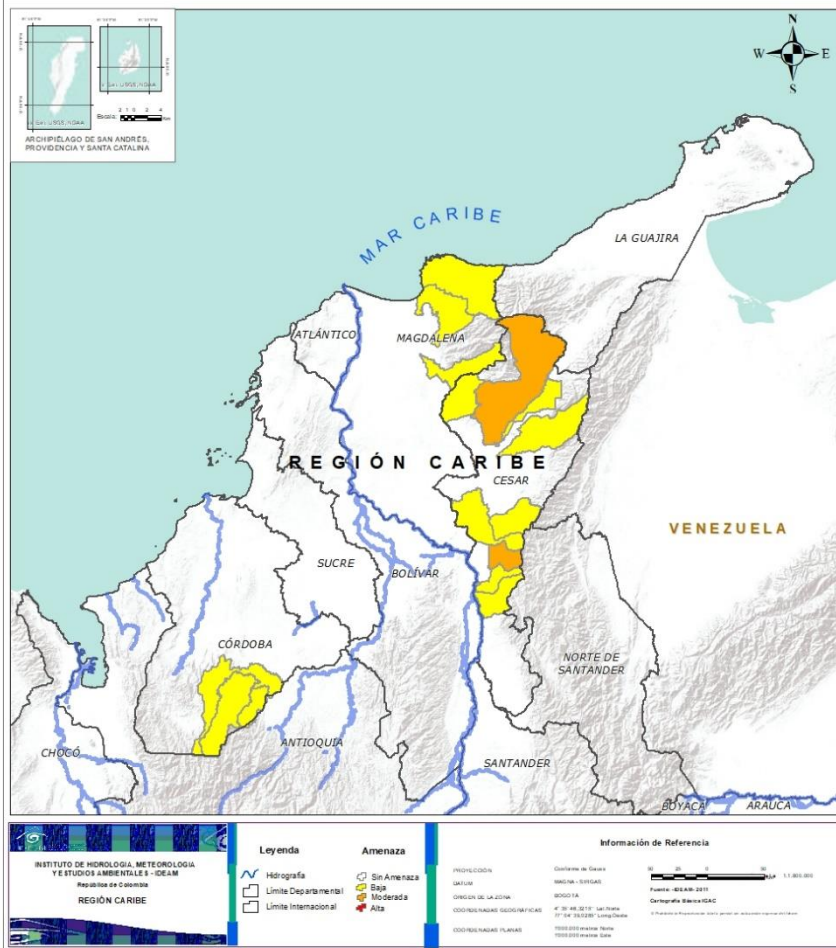 ARCHIPIÉLAGO DE SAN ANDRÉS,
PROVIDENCIA Y SANTA CATALINA
N
W
E
S
MAR CARIBE
LA GUAJIRA
ATLÁNTICO
MAGDALENA
REGIÓN CARIBE
CESAR
VENEZUELA
SUCRE
BOLÍVAR
CÓRDOBA
NORTE DE
SANTANDER
ANTIOQUIA
CHOCÓ
SANTANDER
BOYACÁ
ARAUCA
INSTITUTO DE HIDROLOGIA, METEOROLOGIA
Y ESTUDIOS AMBIENTALES - IDEAM
República de Colombia
REGIÓN CARIBE
Leyenda
Hidrografía
Límite Departamental
Límite Internacional
Amenaza
Sin Amenaza
Baja
Moderada
Alta
Información de Referencia
PROYECCIÓN
DATUM
ORIGEN DE LA ZONA
COORDENADAS GEOGRÁFICAS
COORDENADAS PLANAS
Conforme de Gauss
MAGNA - SIRGAS
BOGOTÁ
Fuente: -IDEAM- 2011
Cartografía Básica IGAC